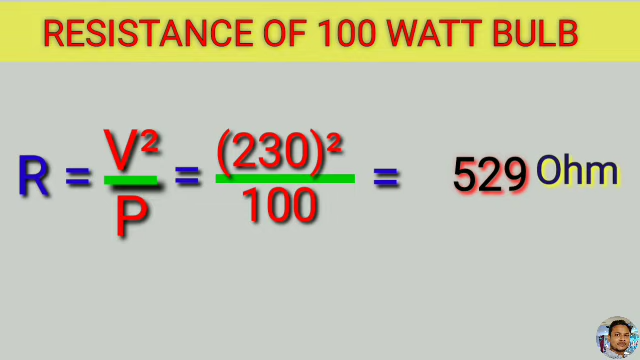 RESISTANCE OF 100 WATT BULB
R = V²/P = (230)²/100 = 529 Ohm